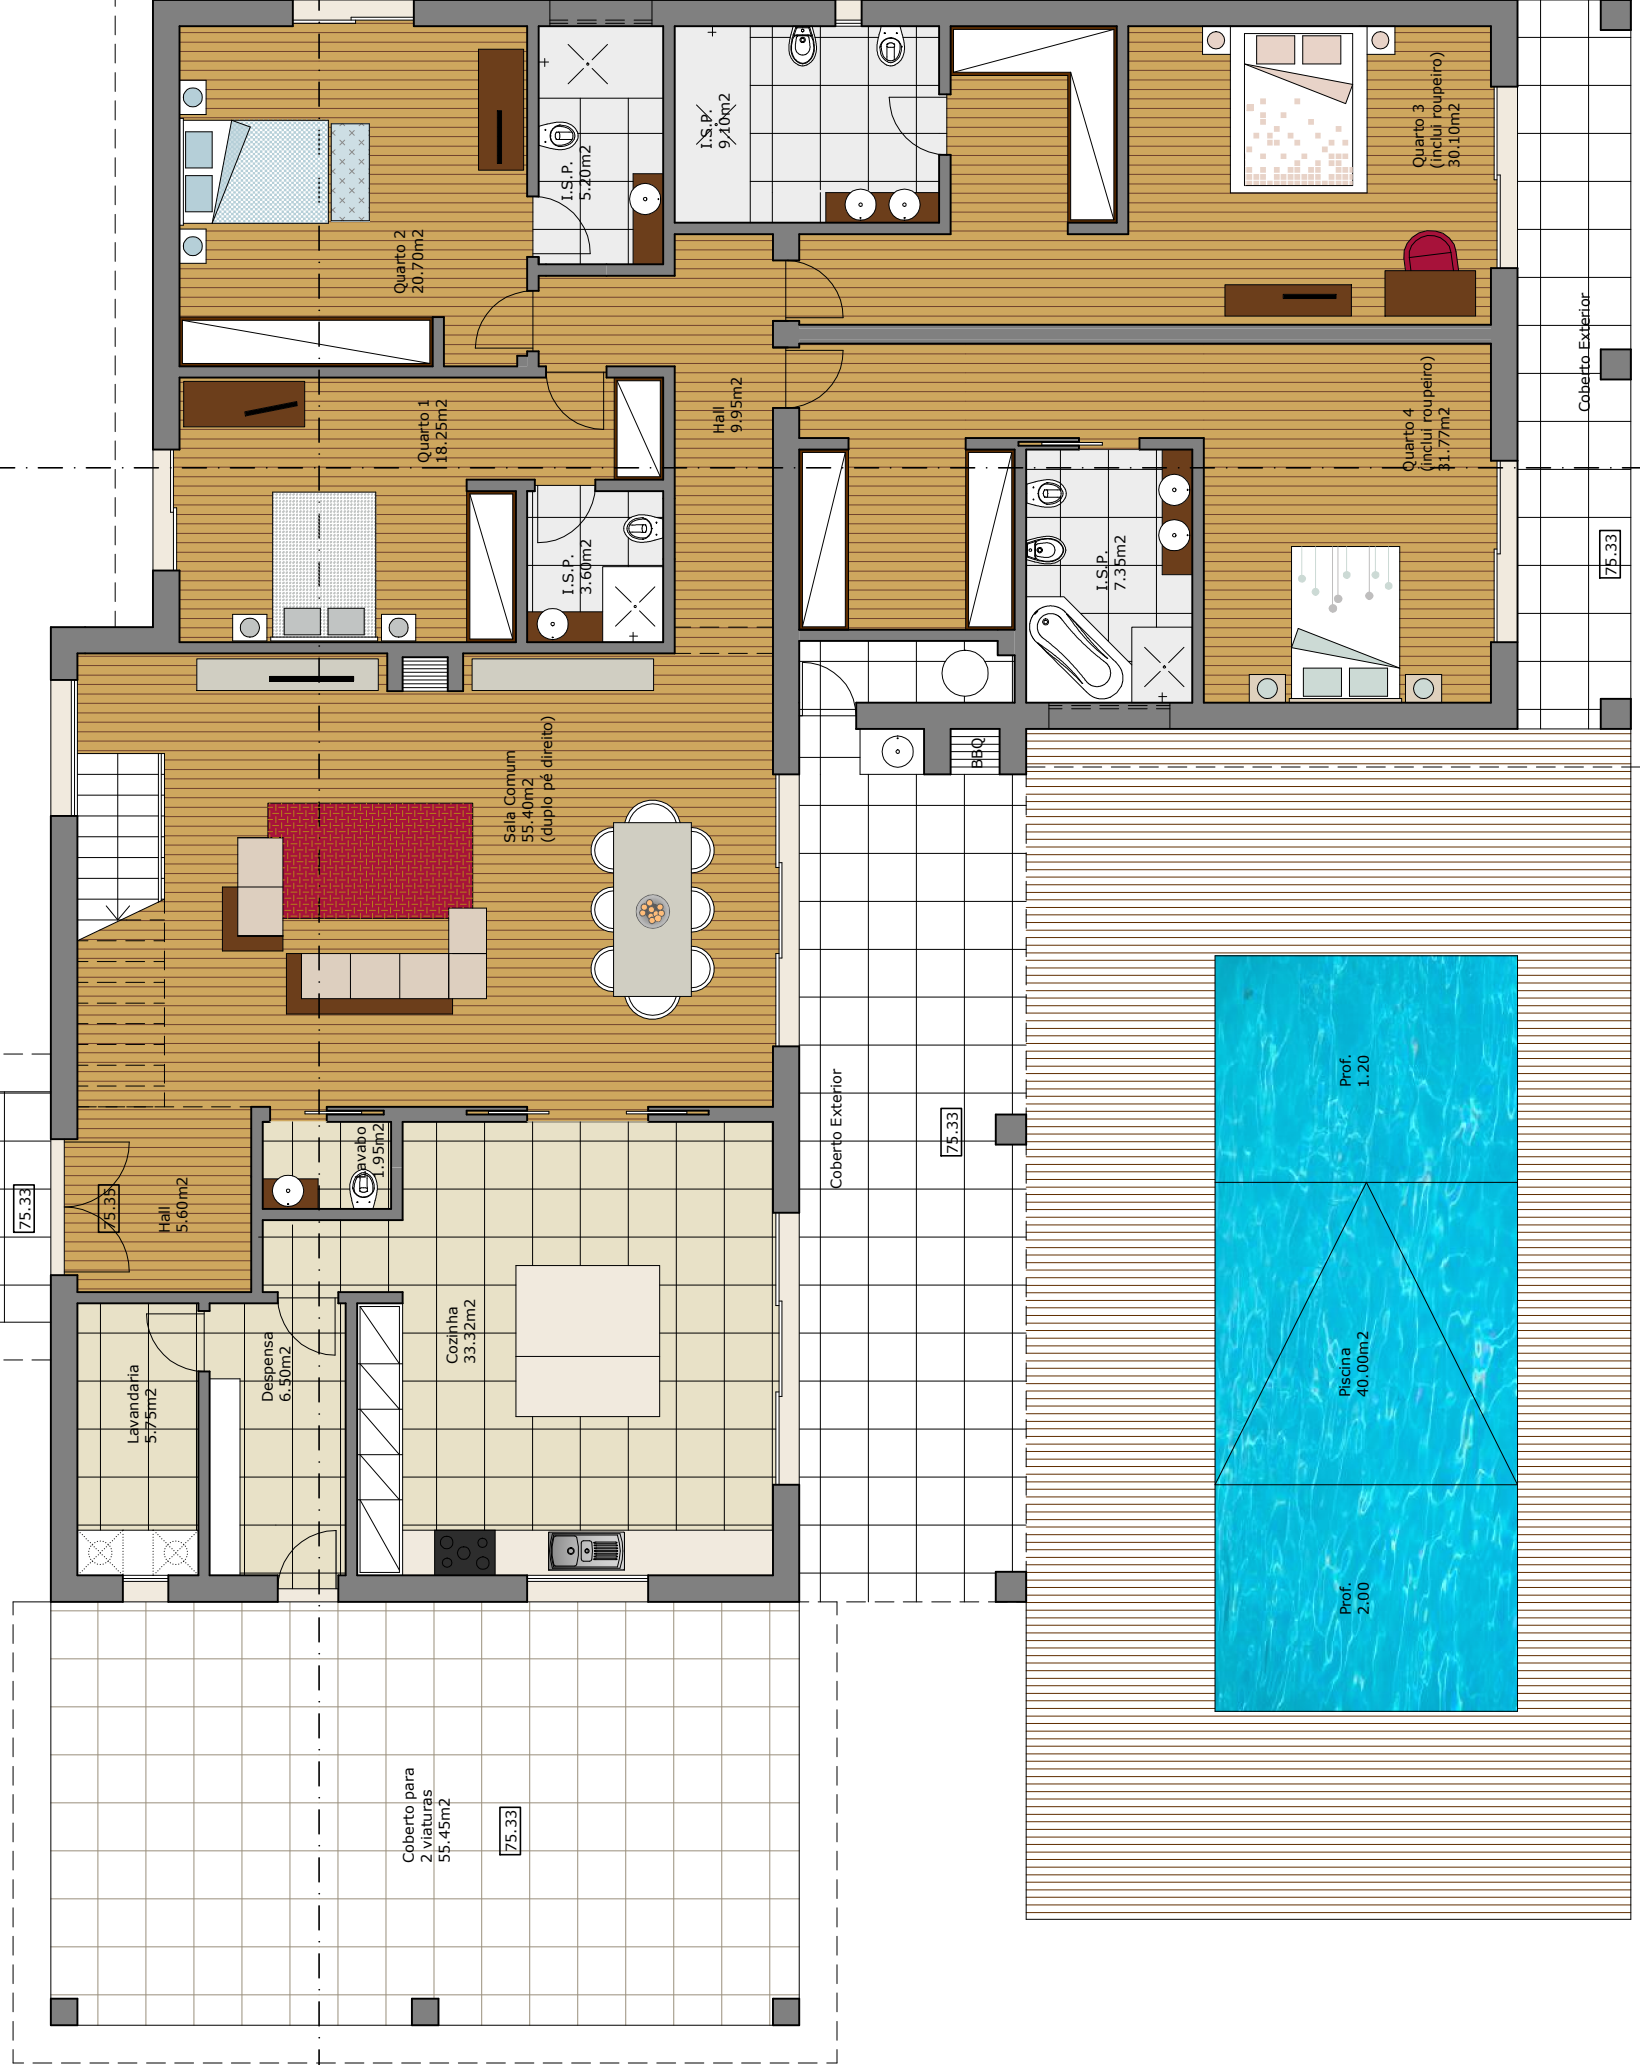 Quarto 2
20.70m2
I.S.P.
5.20m2
I.S.P.
9.10m2
Quarto 3
(inclui roupeiro)
30.10m2
Coberto Exterior
Quarto 1
18.25m2
Hall
9.95m2
Quarto 4
(inclui roupeiro)
31.77m2
I.S.P.
3.60m2
I.S.P.
7.35m2
75.33
BBQ
Sala Comum
55.40m2
(duplo pé direito)
Coberto Exterior
75.33
Prof.
1.20
75.33
75.35
Hall
5.60m2
Lavabo
1.95m2
Cozinha
33.32m2
Despensa
6.50m2
Lavandaria
5.75m2
Piscina
40.00m2
Prof.
2.00
Coberto para
2 viaturas
55.45m2
75.33